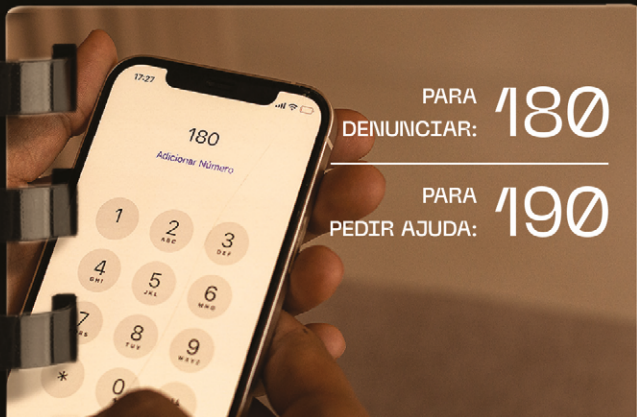 17:27
180
Adicionar Número
PARA
DENUNCIAR: 180
PARA
PEDIR AJUDA: 190
1
2
ABC
3
DEF
4
GHI
5
JKL
6
MNO
7
8
TUV
9
WXYZ
*
0